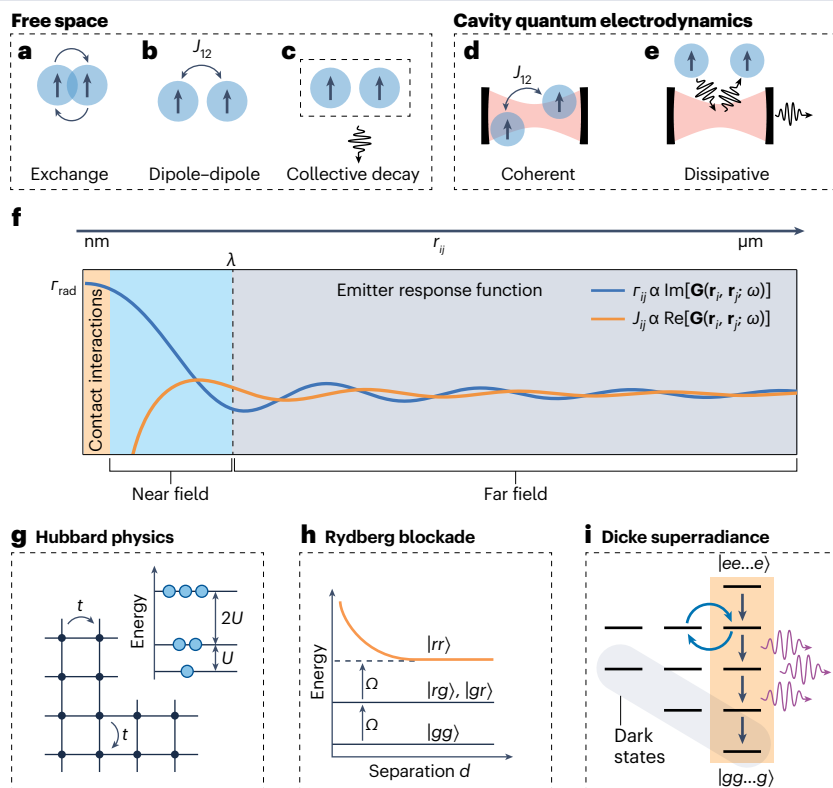 Free space
Cavity quantum electrodynamics
a
b
c
d
e
J12
J12
Exchange
Dipole–dipole
Collective decay
Coherent
Dissipative
f
nm
rij
μm
λ
Γrad
Contact interactions
Emitter response function
Γij α Im[G(ri, rj; ω)]
Jij α Re[G(ri, rj; ω)]
Near field
Far field
g Hubbard physics
t
t
Energy
2U
U
h Rydberg blockade
Energy
|rr⟩
Ω
|rg⟩, |gr⟩
Ω
|gg⟩
Separation d
i Dicke superradiance
|ee...e⟩
Dark
states
|gg...g⟩